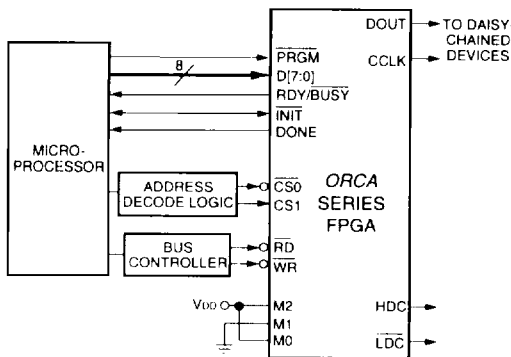 DOUT
TO DAISY
CHAINED
DEVICES
CCLK
8
PRGM
D[7:0]
RDY/BUSY
INIT
DONE
MICRO-
PROCESSOR
ADDRESS
DECODE LOGIC
CS0
CS1
ORCA
SERIES
FPGA
BUS
CONTROLLER
RD
WR
VDD
M2
M1
M0
HDC
LDC